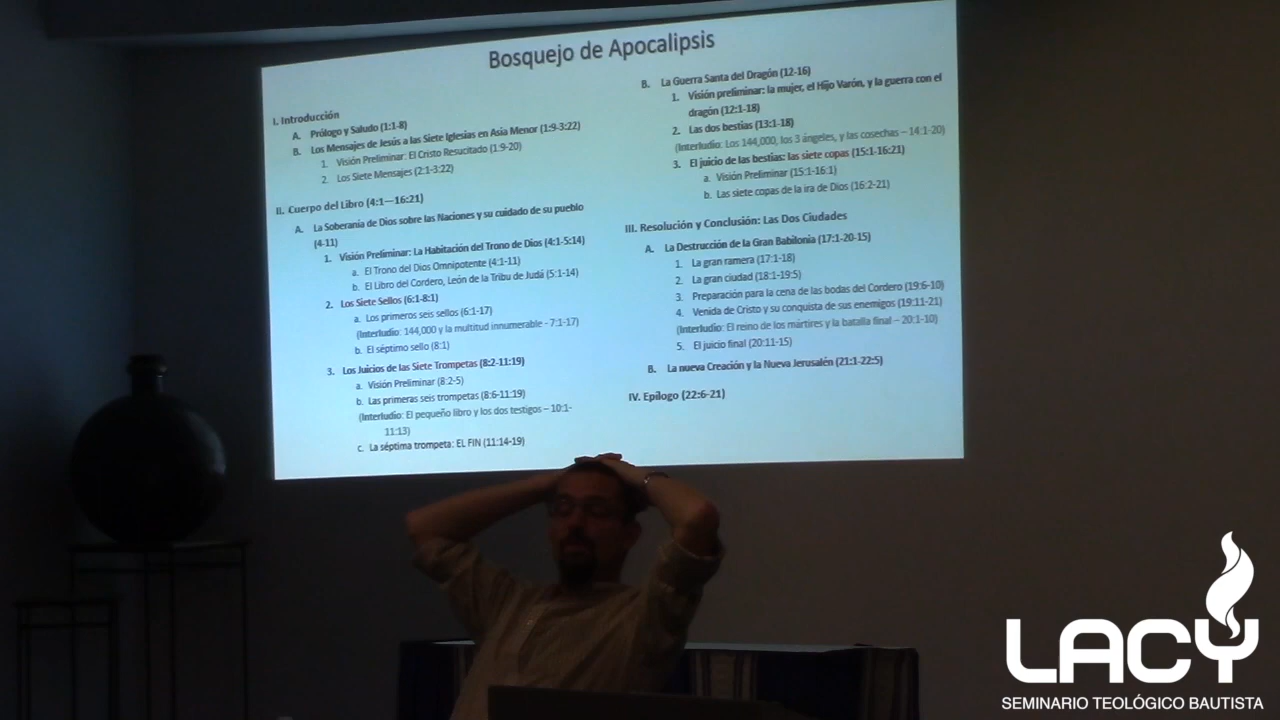 Bosquejo de Apocalipsis
I. Introducción
A. Prólogo y Saludo (1:1-8)
B. Los Mensajes de Jesús a las Siete Iglesias en Asia Menor (1:9-3:22)
1. Visión Preliminar: El Cristo Resucitado (1:9-20)
2. Los Siete Mensajes (2:1-3:22)
II. Cuerpo del Libro (4:1—16:21)
A. La Soberanía de Dios sobre las Naciones y su cuidado de su pueblo
(4-11)
1. Visión Preliminar: La Habitación del Trono de Dios (4:1-5:14)
a. El Trono del Dios Omnipotente (4:1-11)
b. El Libro del Cordero, León de la Tribu de Judá (5:1-14)
2. Los Siete Sellos (6:1-8:1)
a. Los primeros seis sellos (6:1-17)
(Interludio: 144,000 y la multitud innumerable - 7:1-17)
b. El séptimo sello (8:1)
3. Los Juicios de las Siete Trompetas (8:2-11:19)
a. Visión Preliminar (8:2-5)
b. Las primeras seis trompetas (8:6-11:19)
(Interludio: El pequeño libro y los dos testigos – 10:1-
11:13)
c. La séptima trompeta: EL FIN (11:14-19)
B. La Guerra Santa del Dragón (12-16)
1. Visión preliminar: la mujer, el Hijo Varón, y la guerra con el
dragón (12:1-18)
2. Las dos bestias (13:1-18)
(Interludio: Los 144,000, los 3 ángeles, y las cosechas – 14:1-20)
3. El juicio de las bestias: las siete copas (15:1-16:21)
a. Visión Preliminar (15:1-16:1)
b. Las siete copas de la ira de Dios (16:2-21)
III. Resolución y Conclusión: Las Dos Ciudades
A. La Destrucción de la Gran Babilonia (17:1-20-15)
1. La gran ramera (17:1-18)
2. La gran ciudad (18:1-19:5)
3. Preparación para la cena de las bodas del Cordero (19:6-10)
4. Venida de Cristo y su conquista de sus enemigos (19:11-21)
(Interludio: El reino de los mártires y la batalla final – 20:1-10)
5. El juicio final (20:11-15)
B. La nueva Creación y la Nueva Jerusalén (21:1-22:5)
IV. Epílogo (22:6-21)
LACY
SEMINARIO TEOLÓGICO BAUTISTA